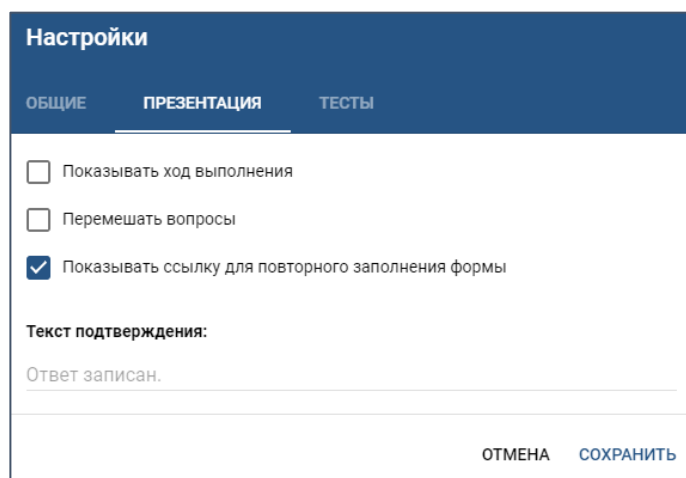 Настройки
ОБЩИЕ ПРЕЗЕНТАЦИЯ ТЕСТЫ
Показывать ход выполнения
Перемешать вопросы
Показывать ссылку для повторного заполнения формы
Текст подтверждения:
Ответ записан.
ОТМЕНА СОХРАНИТЬ